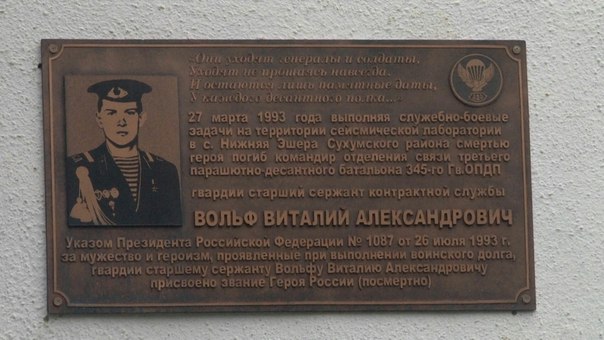 «Они уходят генералы и солдаты,
Уходят не прощаясь навсегда.
И остаются лишь памятные даты,
У каждого десантного полка...»
27 марта 1993 года выполняя служебно-боевые
задачи на территории сейсмической лаборатории
в с. Нижняя Эшера Сухумского района смертью
героя погиб командир отделения связи третьего
парашютно-десантного батальона 345-го Гв.ОПДП
гвардии старший сержант контрактной службы
ВОЛЬФ ВИТАЛИЙ АЛЕКСАНДРОВИЧ
Указом Президента Российской Федерации № 1087 от 26 июля 1993 г.
за мужество и героизм, проявленные при выполнении воинского долга,
гвардии старшему сержанту Вольфу Виталию Александровичу
присвоено звание Героя России (посмертно)